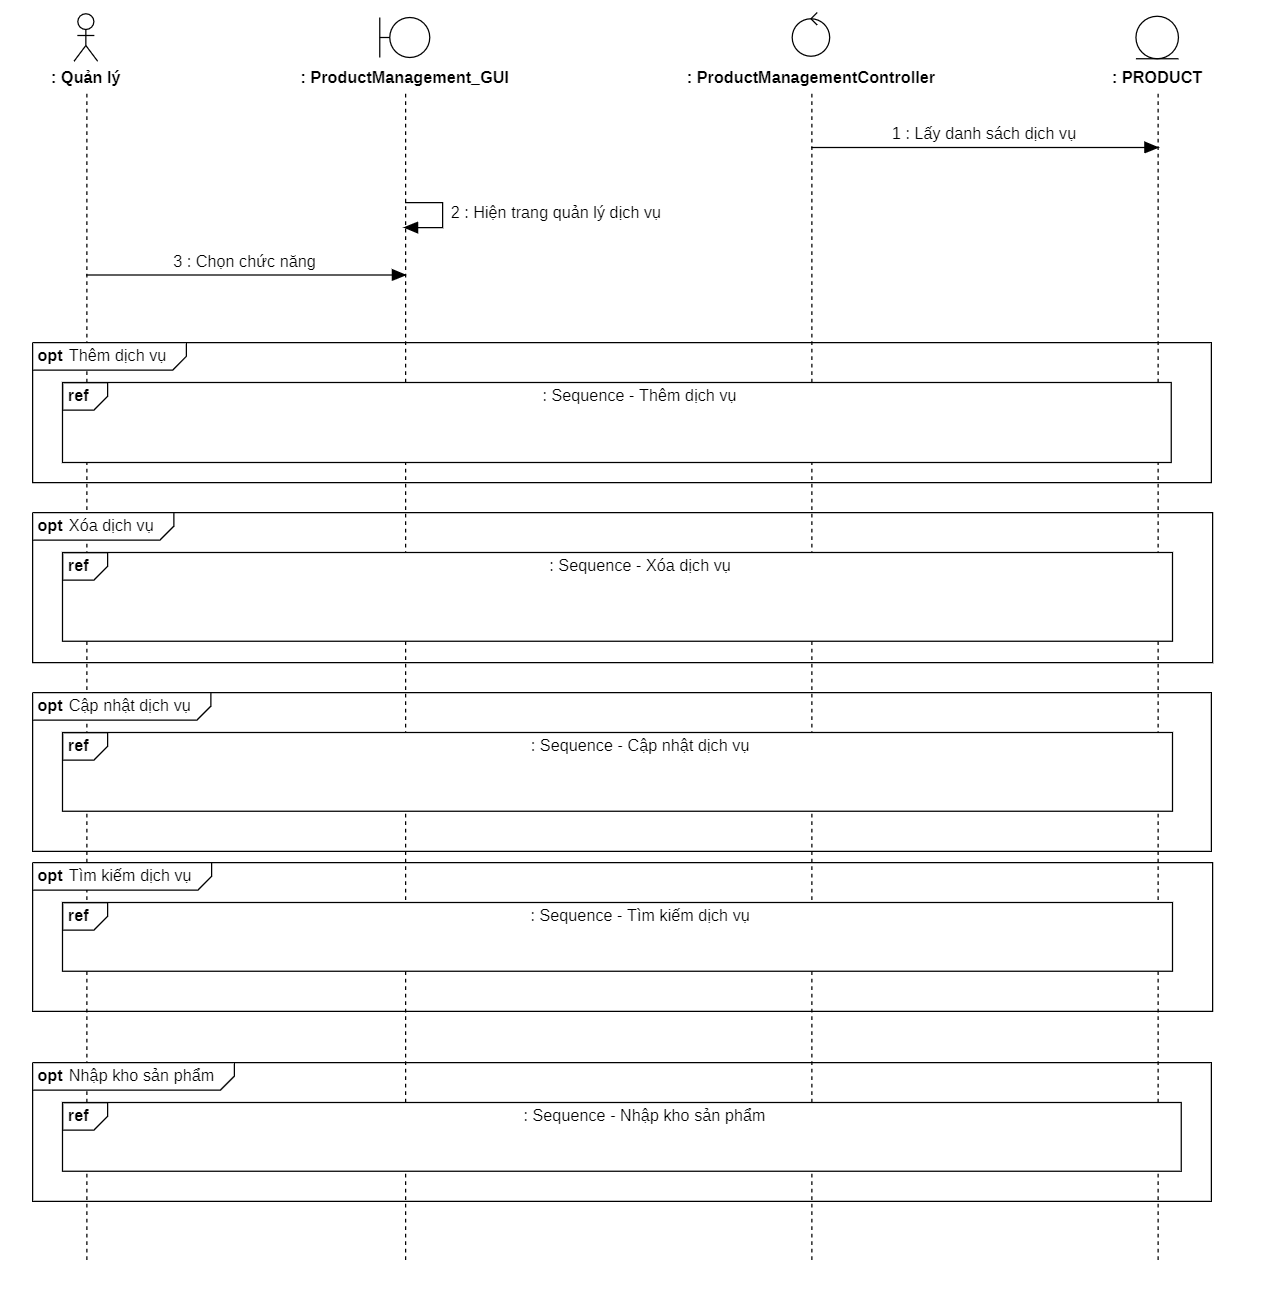 : Quản lý
: ProductManagement_GUI
: ProductManagementController
: PRODUCT
1 : Lấy danh sách dịch vụ
2 : Hiện trang quản lý dịch vụ
3 : Chọn chức năng
opt Thêm dịch vụ
ref
: Sequence - Thêm dịch vụ
opt Xóa dịch vụ
ref
: Sequence - Xóa dịch vụ
opt Cập nhật dịch vụ
ref
: Sequence - Cập nhật dịch vụ
opt Tìm kiếm dịch vụ
ref
: Sequence - Tìm kiếm dịch vụ
opt Nhập kho sản phẩm
ref
: Sequence - Nhập kho sản phẩm